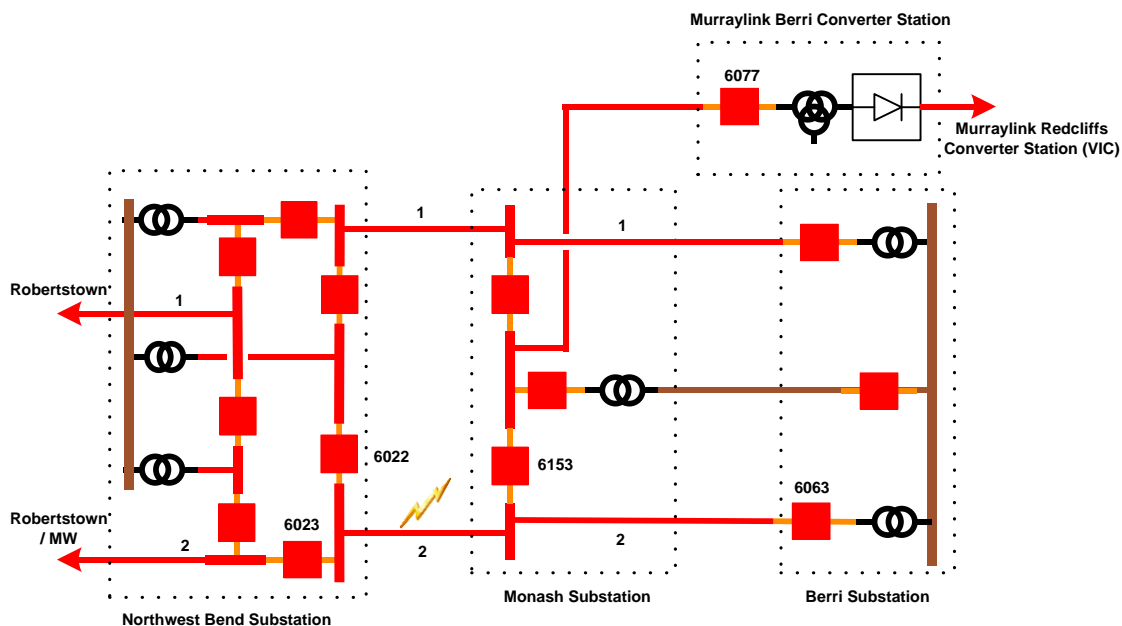 Murraylink Berri Converter Station
6077
Murraylink Redcliffs
Converter Station (VIC)
1
1
Robertstown
1
6022
6153
6063
Robertstown
/ MW
6023
2
2
2
Northwest Bend Substation
Monash Substation
Berri Substation